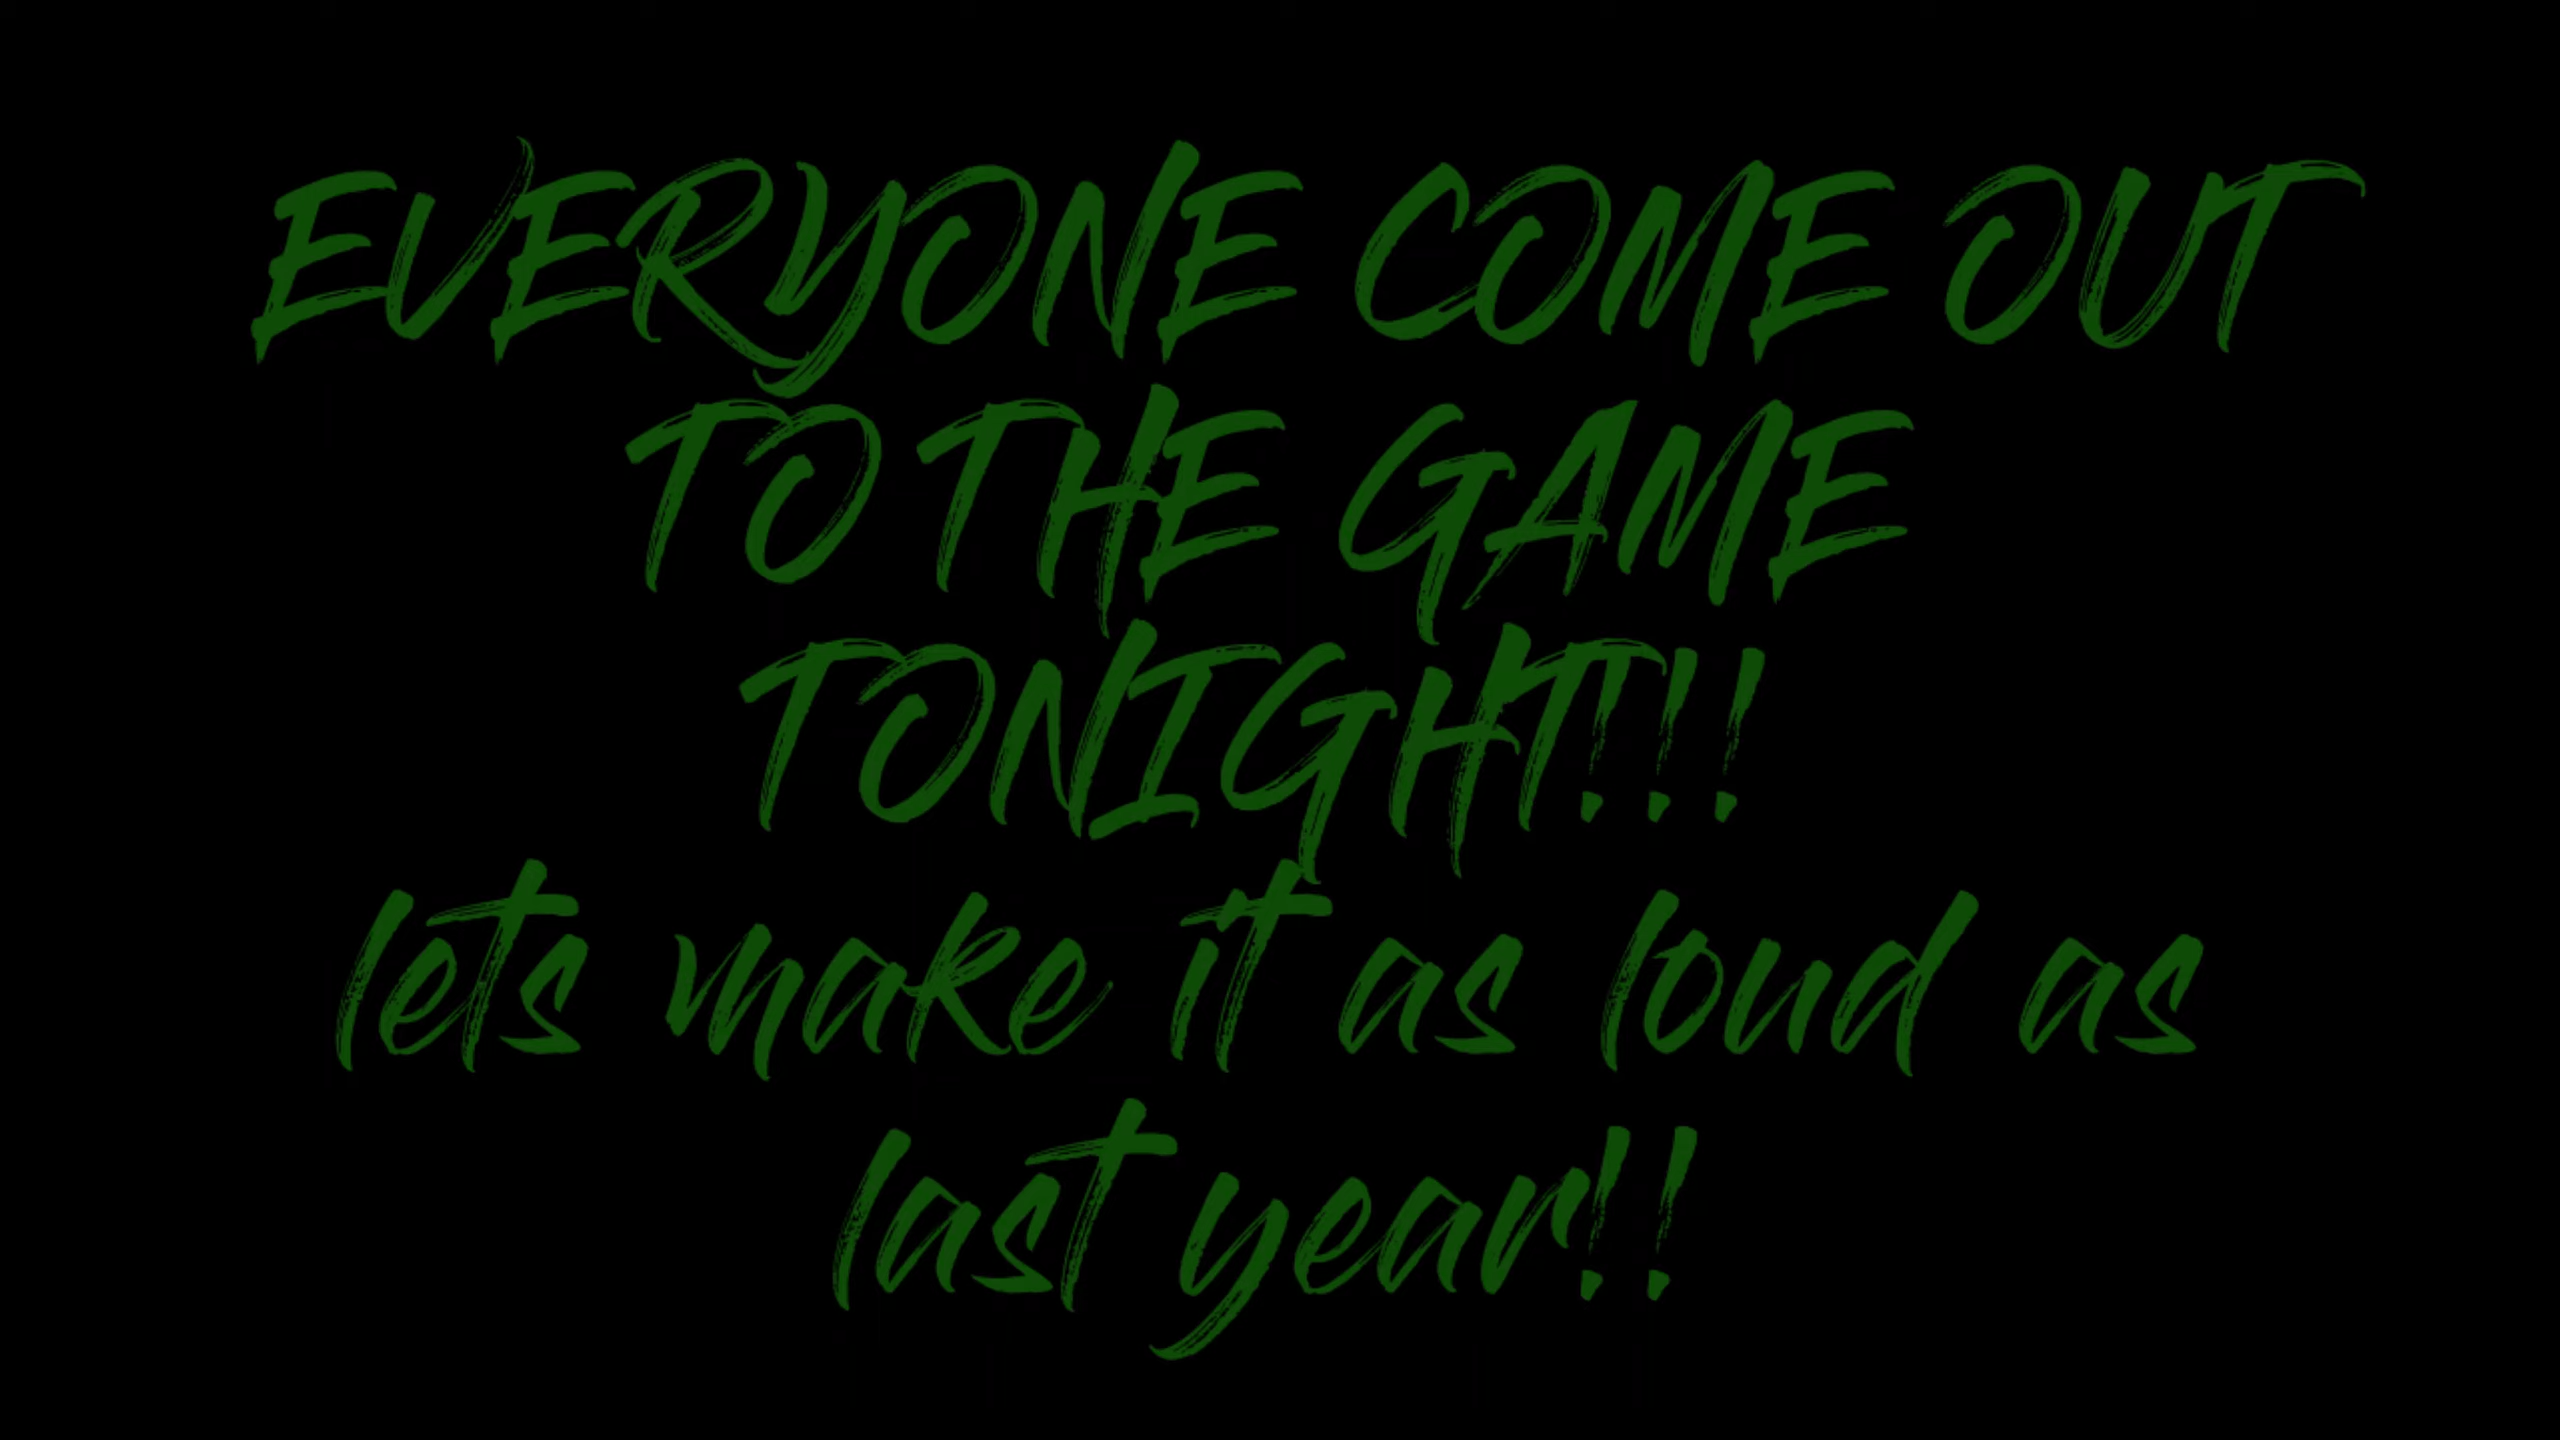 EVERYONE COME OUT
TO THE GAME
TONIGHT!!!
lets make it as loud as
last year!!